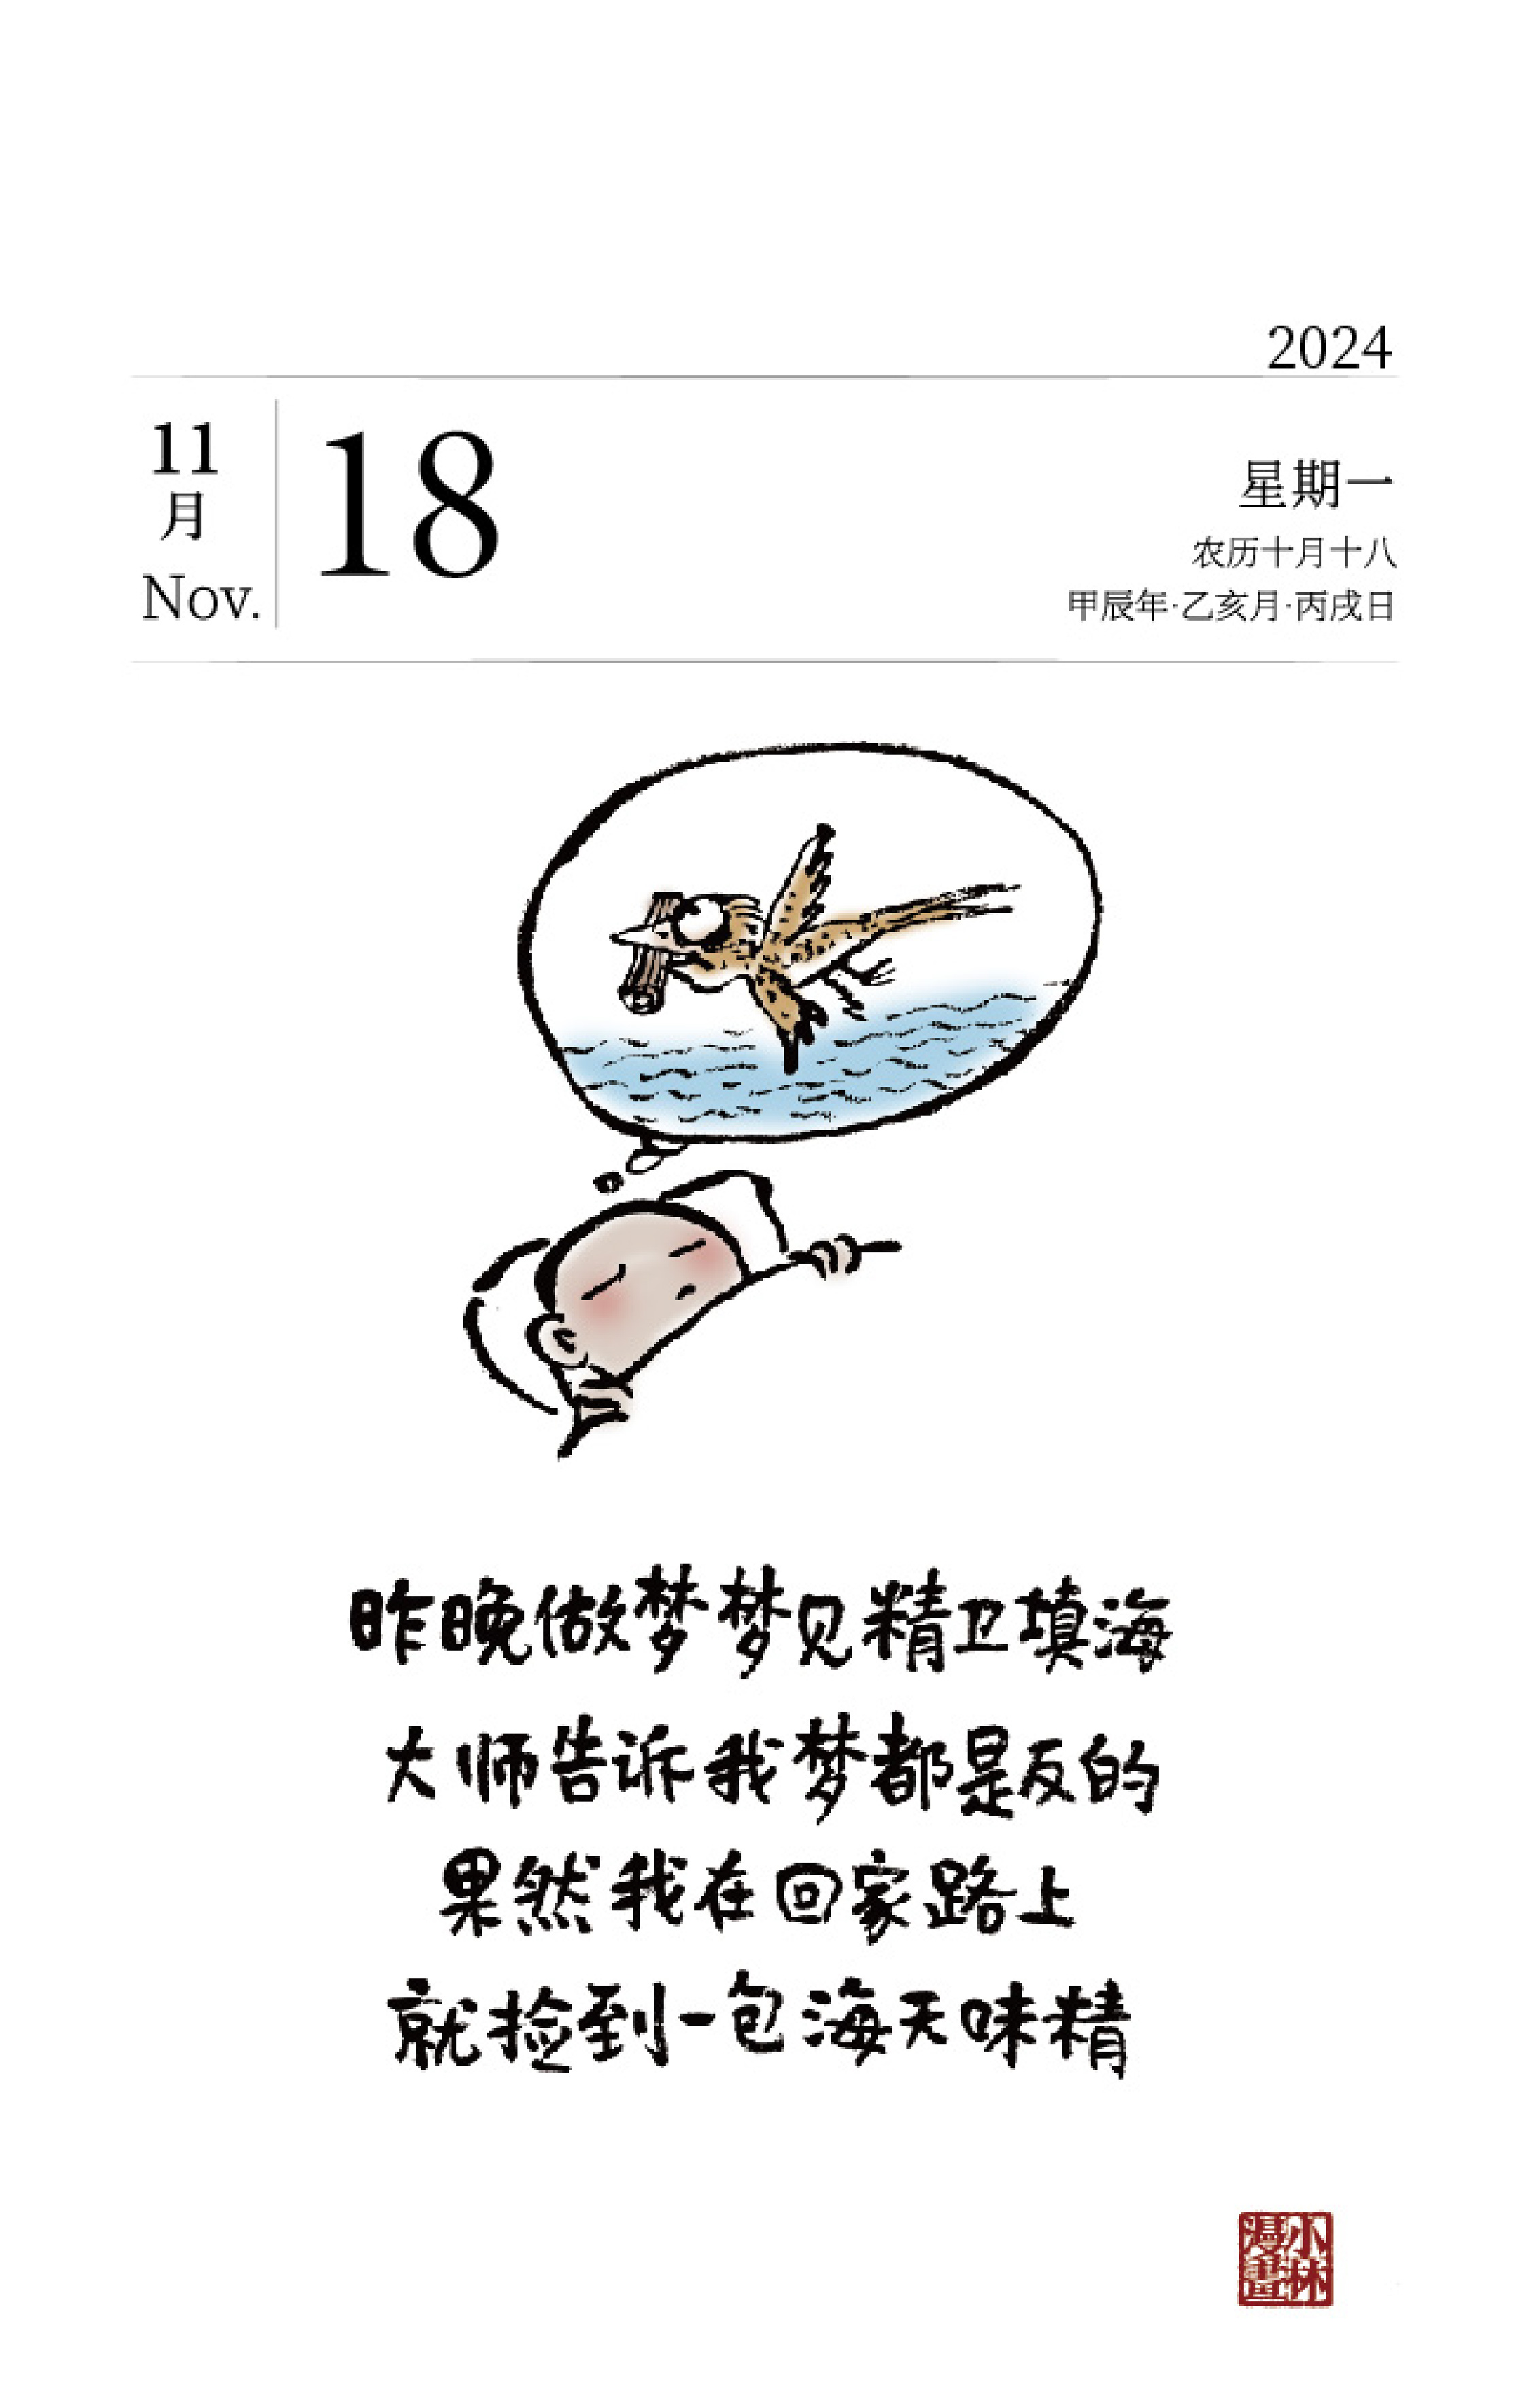 2024
11
月
Nov.
18
星期一
农历十月十八
甲辰年·乙亥月·丙戌日
昨晚做梦梦见精卫填海
大师告诉我梦都是反的
果然我在回家路上
就捡到一包海天味精
小林
漫畫